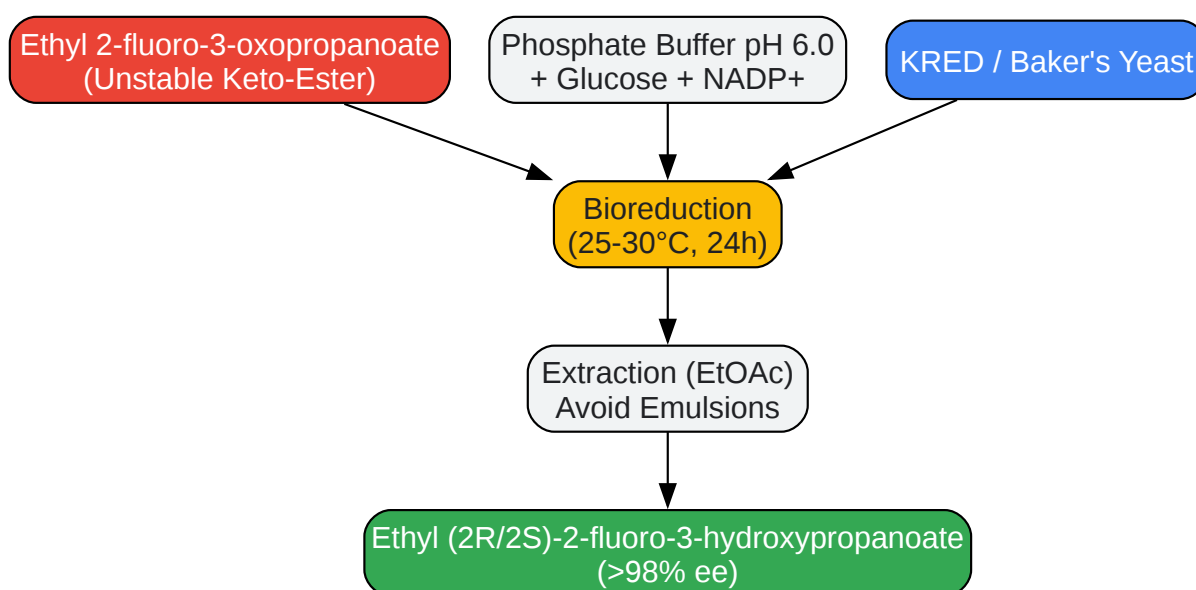 Ethyl 2-fluoro-3-oxopropanoate
(Unstable Keto-Ester)
Phosphate Buffer pH 6.0
+ Glucose + NADP+
KRED / Baker's Yeast
Bioreduction
(25-30°C, 24h)
Extraction (EtOAc)
Avoid Emulsions
Ethyl (2R/2S)-2-fluoro-3-hydroxypropanoate
(>98% ee)